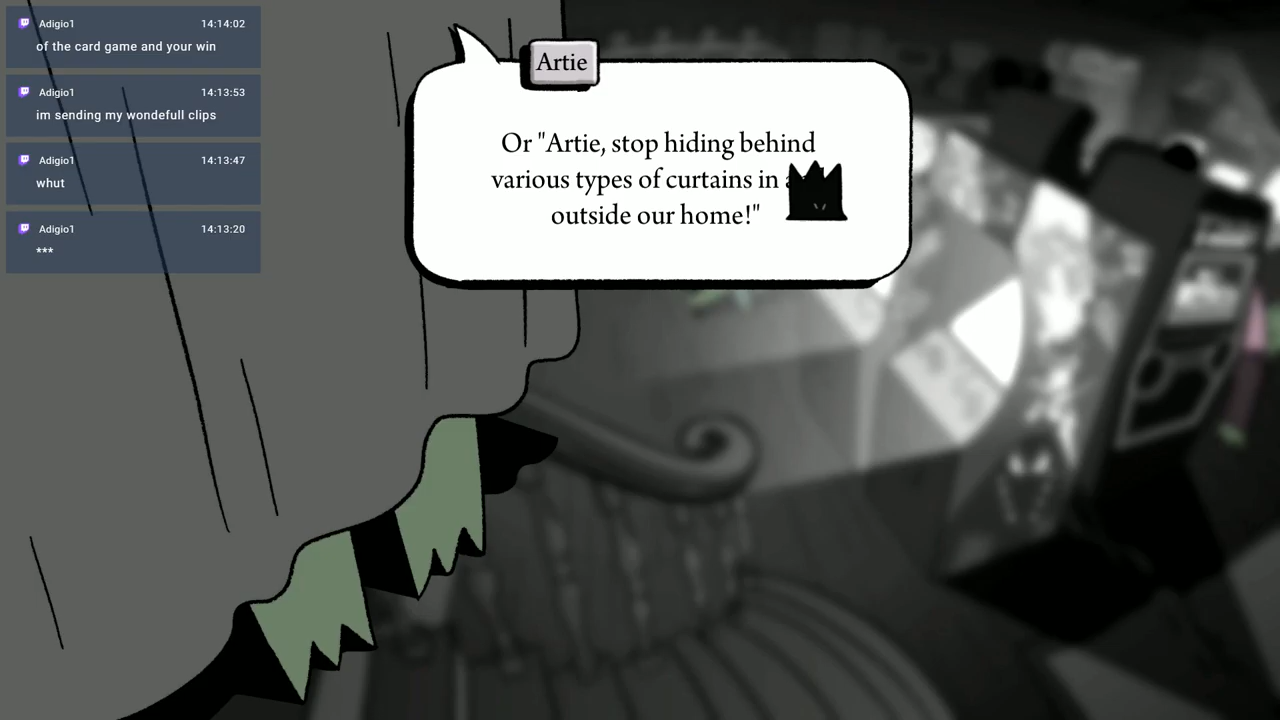 Adigio1 14:14:02
of the card game and your win
Adigio1 14:13:53
im sending my wondefull clips
Adigio1 14:13:47
whut
Adigio1 14:13:20
***
Artie
Or "Artie, stop hiding behind
various types of curtains in
outside our home!"